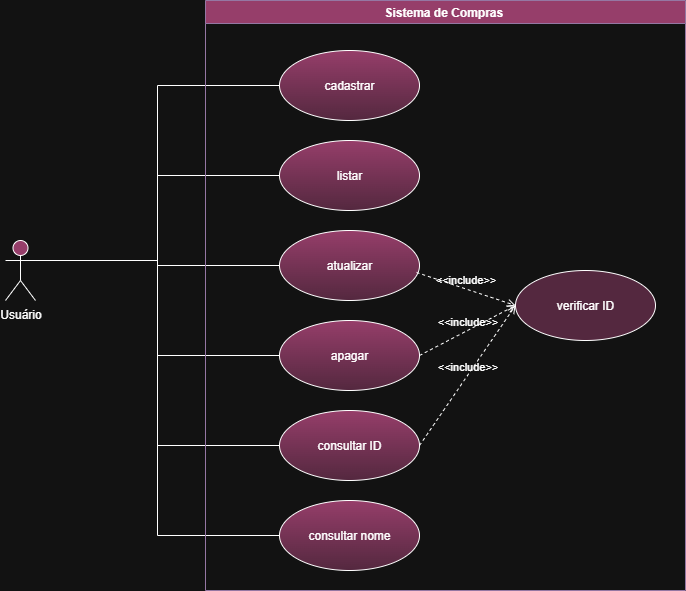 Sistema de Compras
cadastrar
listar
atualizar
<<include>>
verificar ID
Usuário
<<include>>
apagar
<<include>>
consultar ID
consultar nome